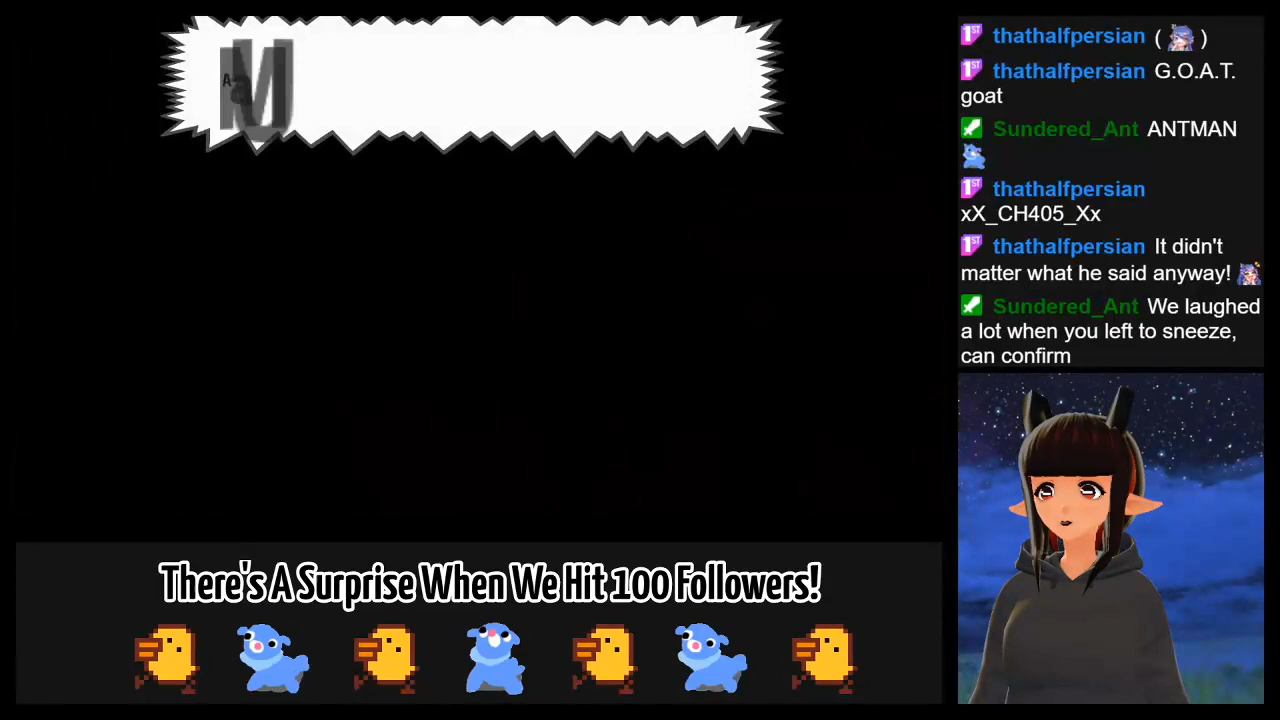 thathalfpersian ( )
thathalfpersian G.O.A.T.
goat
Sundered_Ant ANTMAN
thathalfpersian
xX_CH405_Xx
thathalfpersian It didn't
matter what he said anyway!
Sundered_Ant We laughed
a lot when you left to sneeze,
can confirm
There's A Surprise When We Hit 100 Followers!